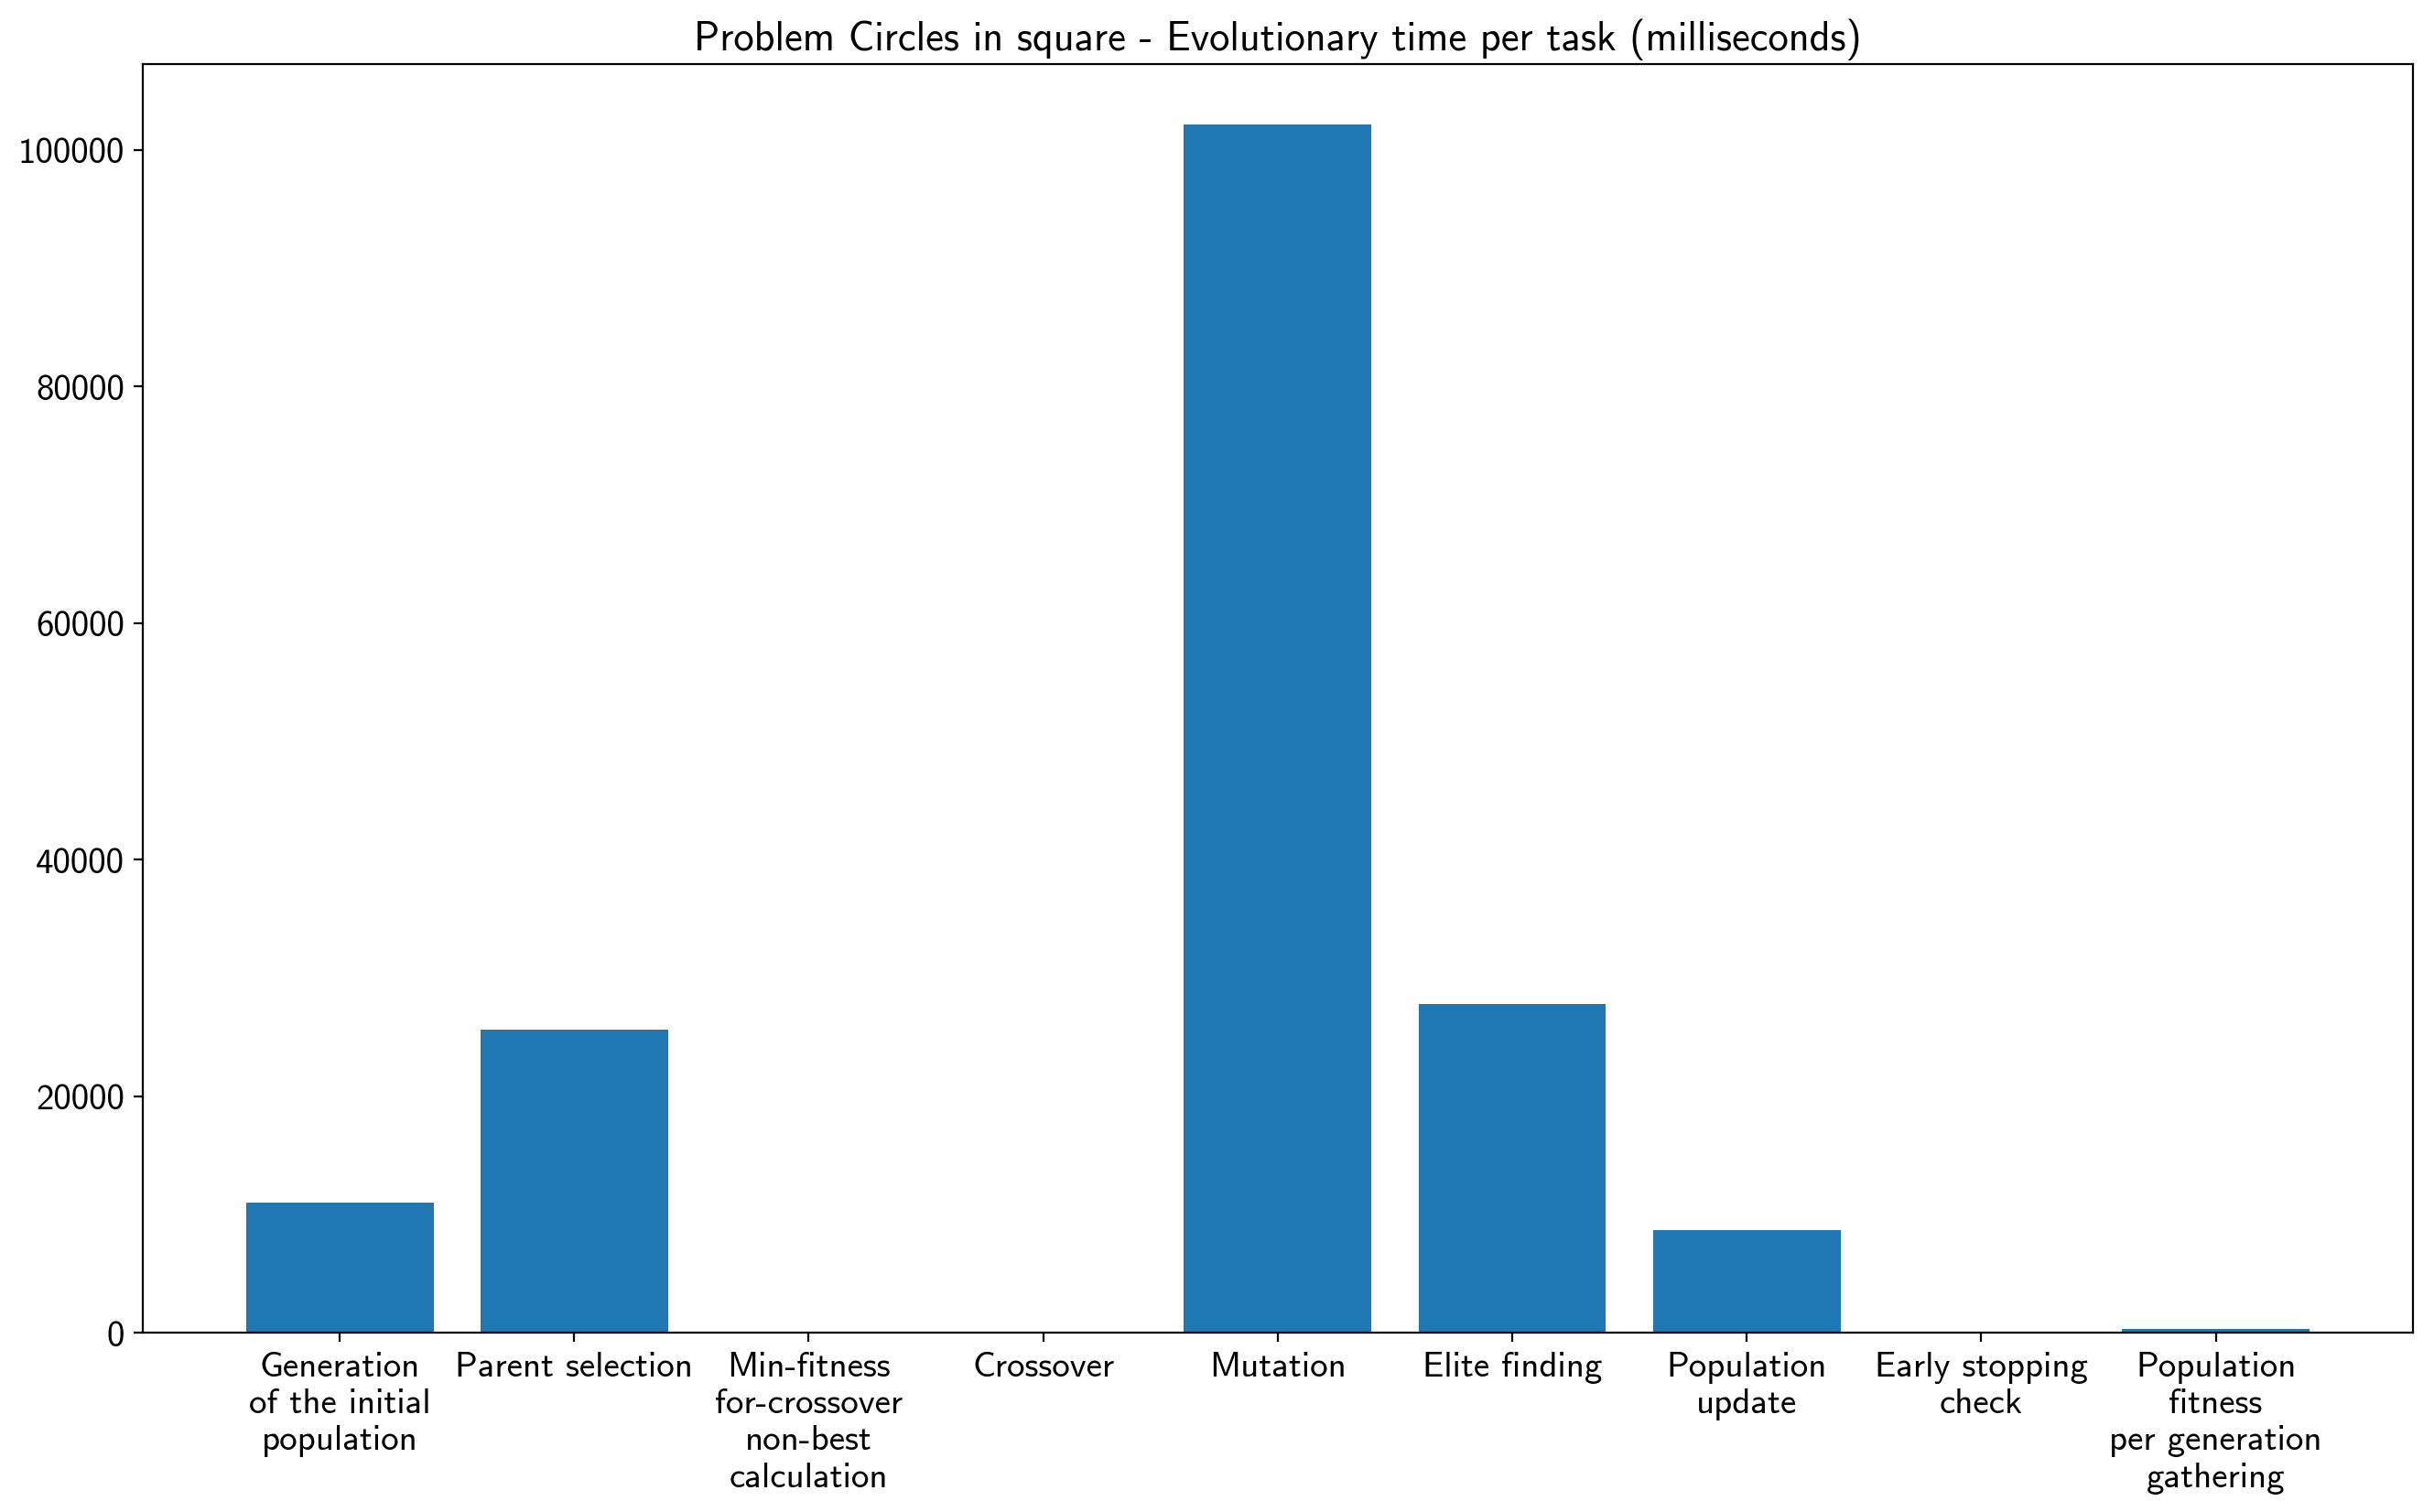 Problem Circles in square - Evolutionary time per task (milliseconds)
100000
80000
60000
40000
20000
0
Generation
of the initial
population
Parent selection
Min-fitness
for-crossover
non-best
calculation
Crossover
Mutation
Elite finding
Population
update
Early stopping
check
Population
fitness
per generation
gathering